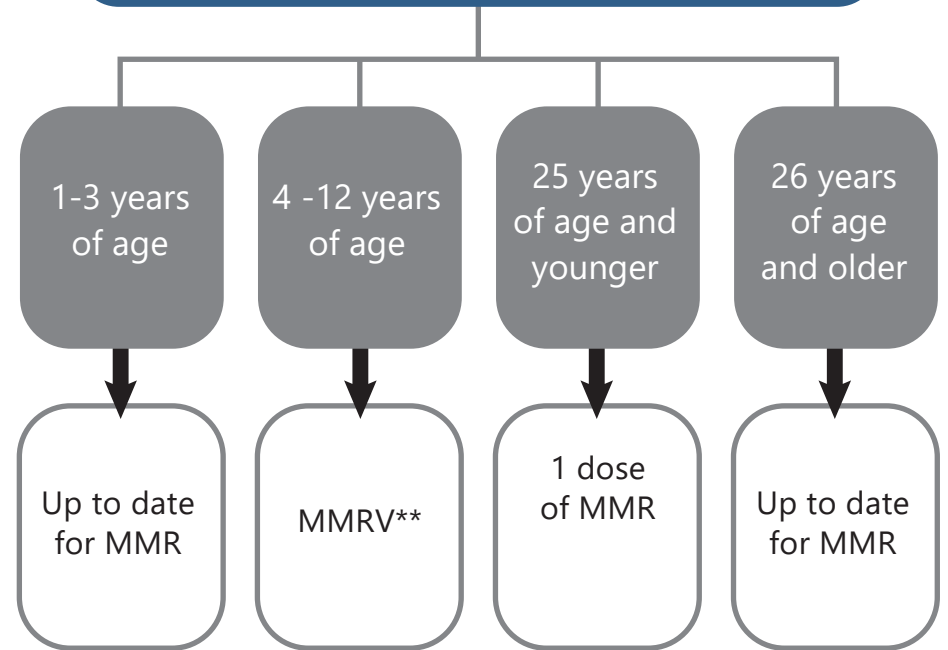 1-3 years
of age
4 -12 years
of age
25 years
of age and
younger
26 years
of age
and older
Up to date
for MMR
MMRV**
1 dose
of MMR
Up to date
for MMR